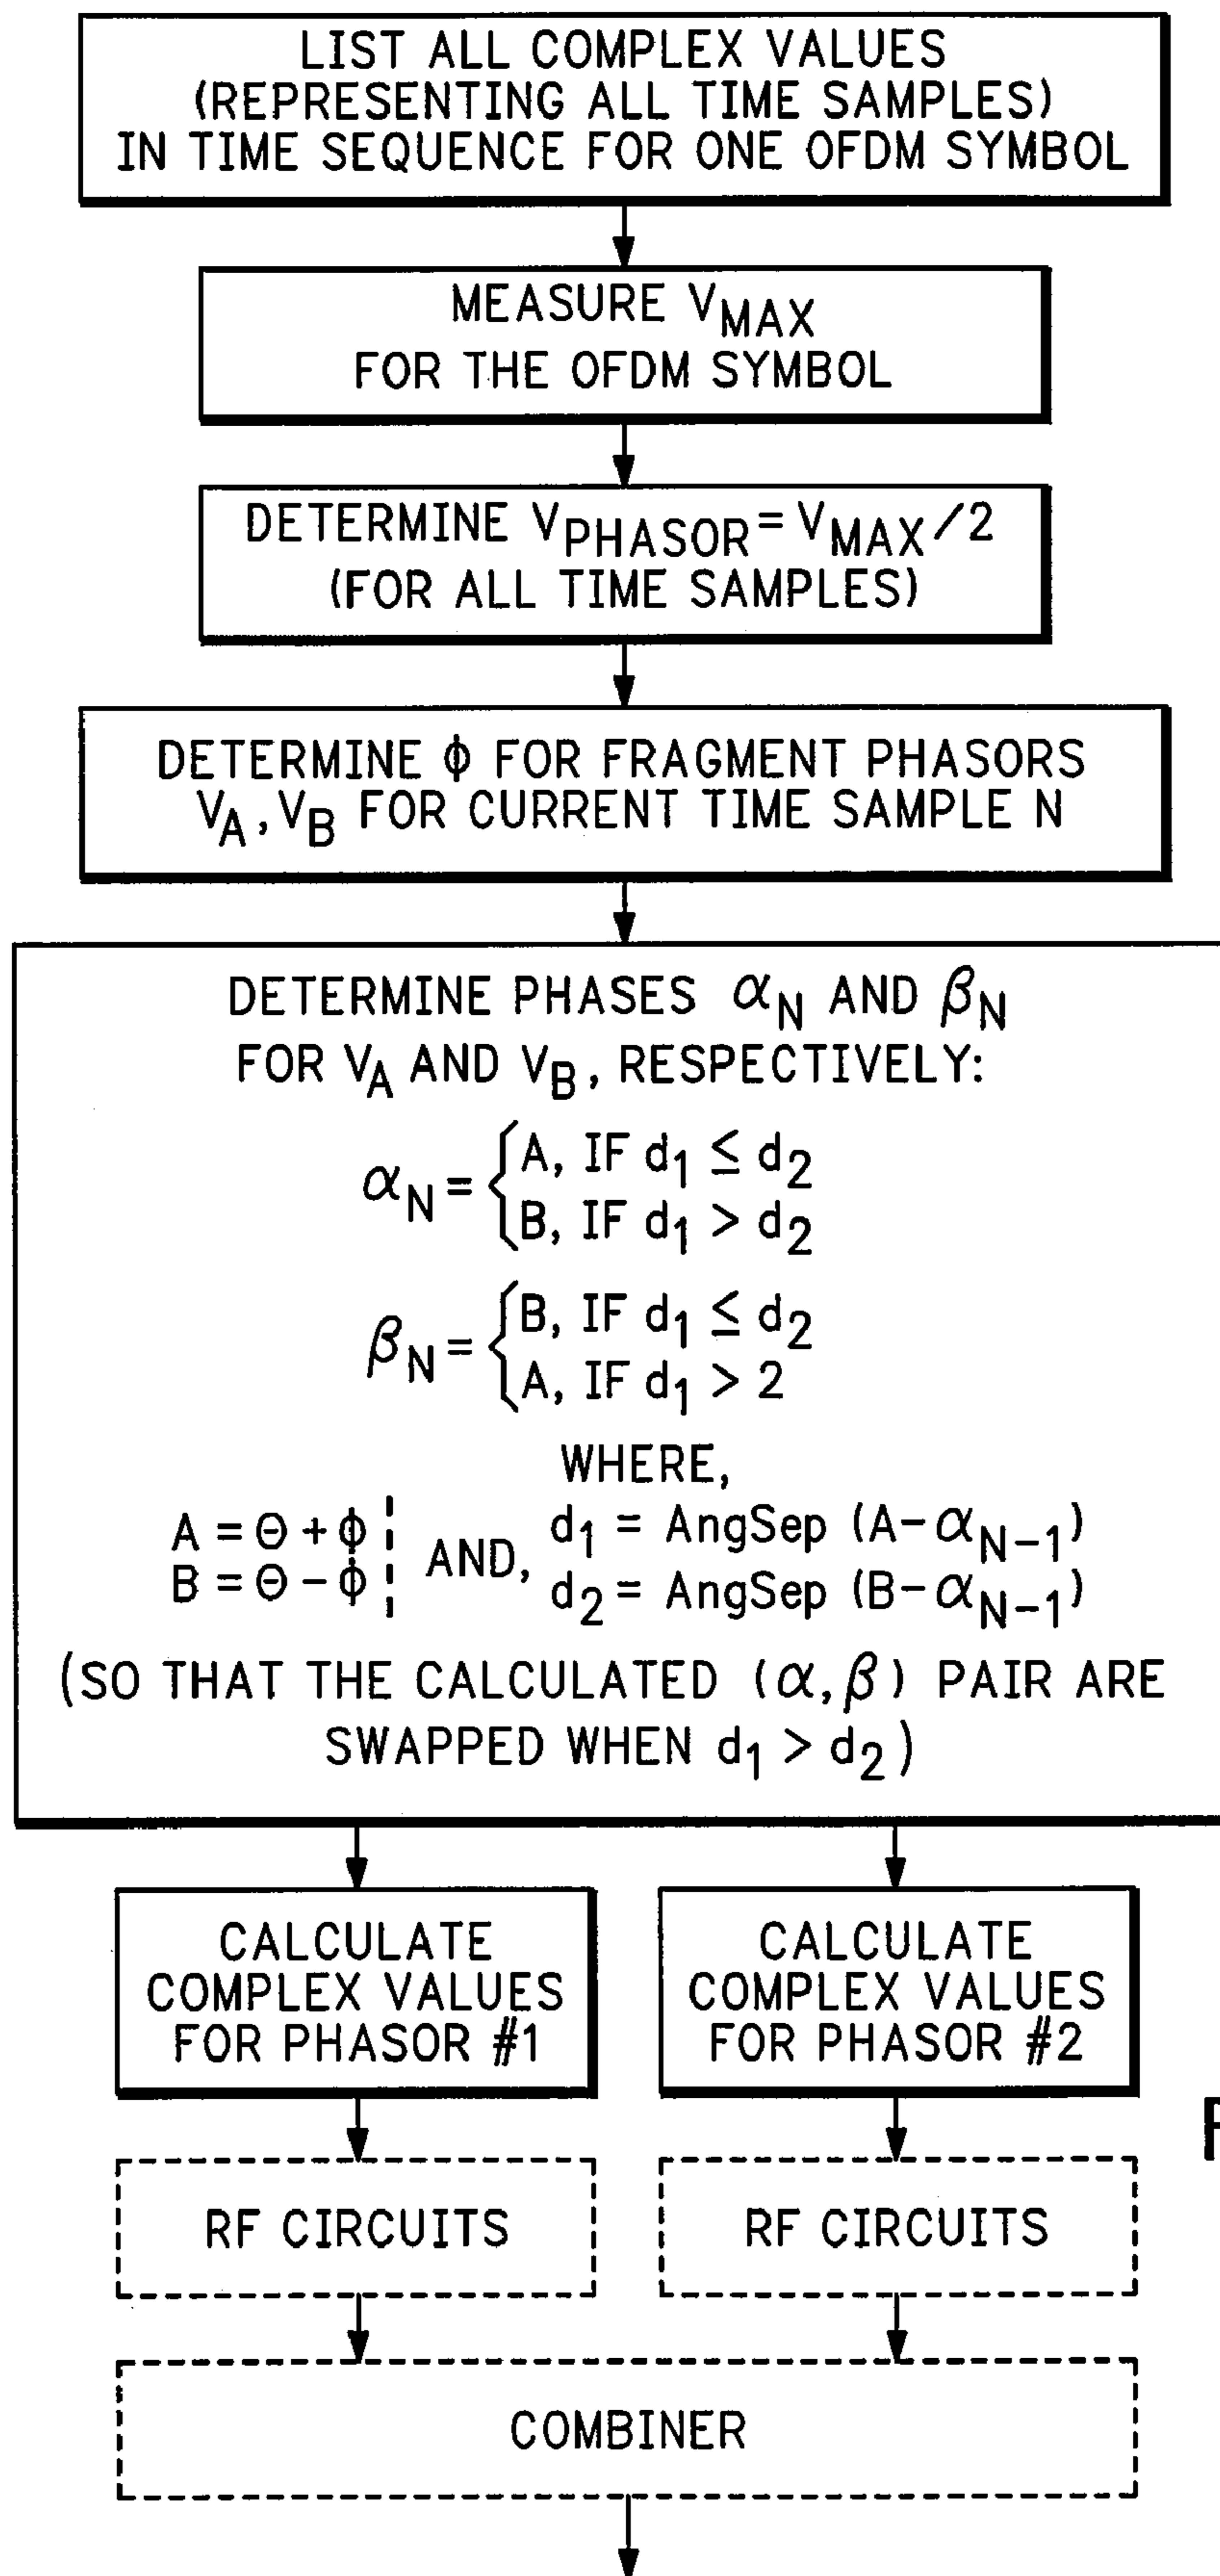 LIST ALL COMPLEX VALUES
(REPRESENTING ALL TIME SAMPLES)
IN TIME SEQUENCE FOR ONE OFDM SYMBOL
MEASURE VMAX
FOR THE OFDM SYMBOL
DETERMINE VPHASOR = VMAX/2
(FOR ALL TIME SAMPLES)
DETERMINE ϕ FOR FRAGMENT PHASORS
VA, VB FOR CURRENT TIME SAMPLE N
DETERMINE PHASES αN AND βN
FOR VA AND VB, RESPECTIVELY:
αN = { A, IF d1 ≤ d2
B, IF d1 > d2
βN = { B, IF d1 ≤ d2
A, IF d1 > 2
WHERE,
A = Θ + ϕ
B = Θ - ϕ
AND,
d1 = AngSep (A-αN-1)
d2 = AngSep (B-αN-1)
(SO THAT THE CALCULATED (α,β) PAIR ARE
SWAPPED WHEN d1 > d2)
CALCULATE
COMPLEX VALUES
FOR PHASOR #1
CALCULATE
COMPLEX VALUES
FOR PHASOR #2
RF CIRCUITS
RF CIRCUITS
COMBINER